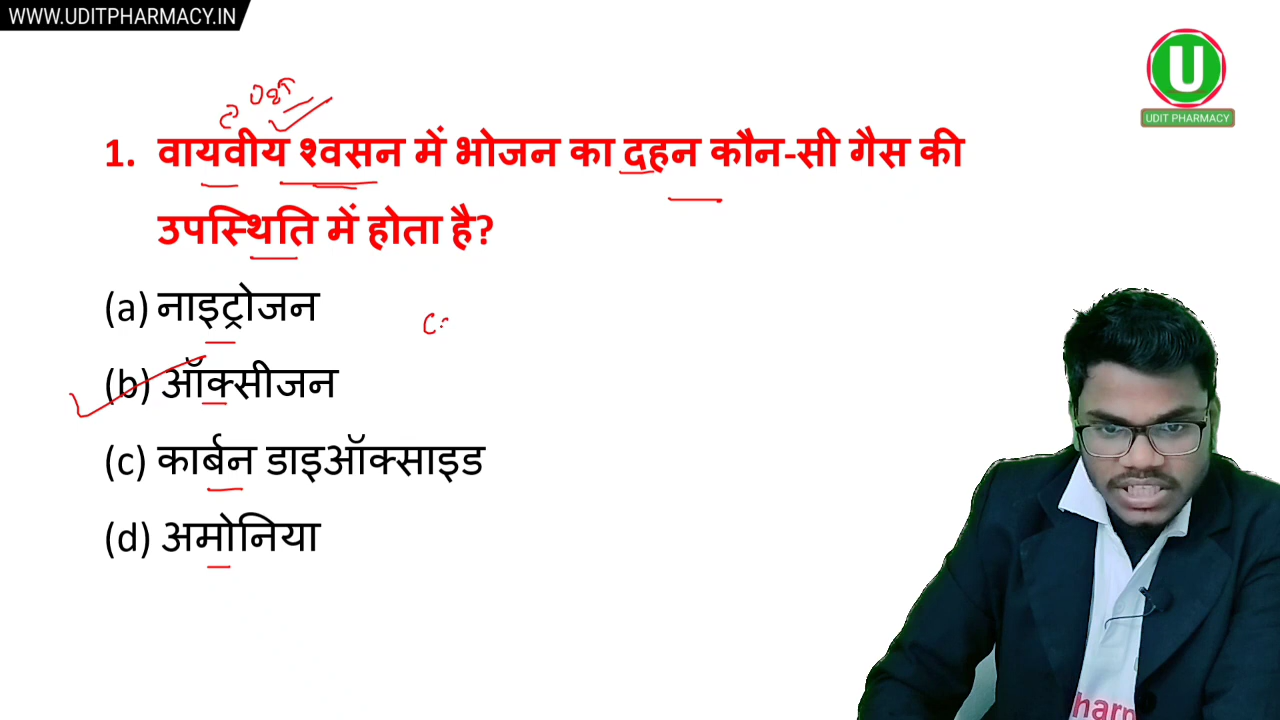 WWW.UDITPHARMACY.IN
U
UDIT PHARMACY
1. वायवीय श्वसन में भोजन का दहन कौन-सी गैस की
उपस्थिति में होता है?
(a) नाइट्रोजन
(b) ऑक्सीजन
(c) कार्बन डाइऑक्साइड
(d) अमोनिया